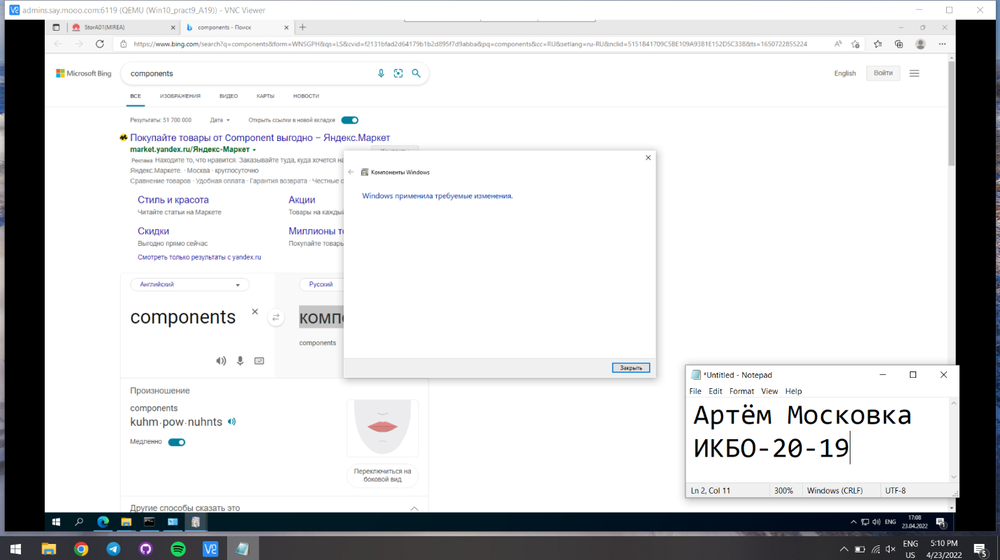 admins.say.mooo.com:6119 (QEMU (Win10_pract9_A19)) - VNC Viewer
StorA01(MIREA)
components - Поиск
https://www.bing.com/search?q=components&form=WNSGPH&qs=LS&cvid=f2131bfad2d64179b1b2d895f7d9abba&pq=components&cc=RU&setlang=ru-RU&nclid=5151B41709C5BE109A93B1E152D5C33B&ts=1650722855224
Microsoft Bing
components
English
Войти
ВСЕ
ИЗОБРАЖЕНИЯ
ВИДЕО
КАРТЫ
НОВОСТИ
Результаты: 51 700 000
Дата
Открыть ссылки в новой вкладке
Покупайте товары от Component выгодно – Яндекс.Маркет
market.yandex.ru/Яндекс-Маркет
Реклама Находите то, что нравится. Заказывайте туда, куда хочется на
Яндекс.Маркете. · Москва · круглосуточно
Сравнение товаров · Удобная оплата · Гарантия возврата · Честные
Стиль и красота
Акции
Читайте статьи на Маркете
Товары на каждый
Скидки
Миллионы
Выгодно прямо сейчас
Покупайте товары
Смотреть только результаты с yandex.ru
Английский
Русский
components
комп
components
Произношение
components
kuhm·pow·nuhnts
Медленно
Переключиться на
боковой вид
Другие способы сказать это
Компоненты Windows
Windows применила требуемые изменения.
Закрыть
*Untitled - Notepad
File Edit Format View Help
Артём Московка
ИКБО-20-19
Ln 2, Col 11
300%
Windows (CRLF)
UTF-8
ENG
17:08
23.04.2022
1
ENG
US
5:10 PM
4/23/2022
5